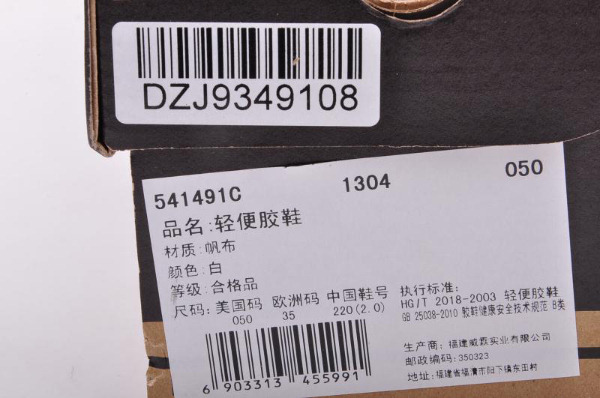 DZJ9349108
541491C 1304 050
品名:轻便胶鞋
材质:帆布
颜色:白
等级:合格品
尺码:美国码 欧洲码 中国鞋号
050 35 220(2.0)
6 903313 455991
执行标准:
HG/T 2018-2003 轻便胶鞋
GB 25038-2010 胶鞋健康安全技术规范 B类
生产商:福建威霖实业有限公司
邮政编码:350323
地址:福建省福清市阳下镇东田村